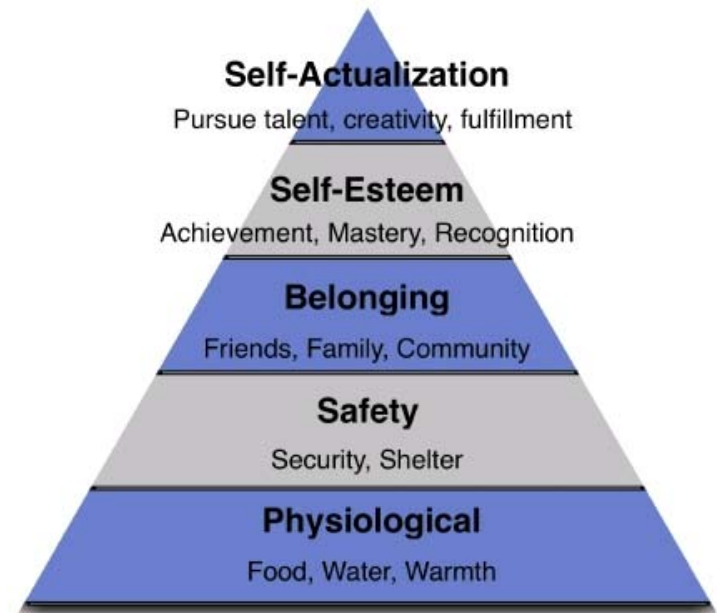 Self-Actualization
Pursue talent, creativity, fulfillment
Self-Esteem
Achievement, Mastery, Recognition
Belonging
Friends, Family, Community
Safety
Security, Shelter
Physiological
Food, Water, Warmth